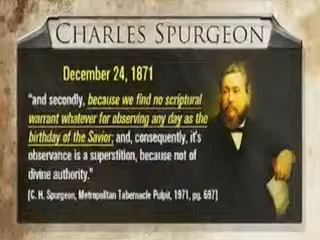 CHARLES SPURGEON
December 24, 1871
"and secondly, because we find no scriptural
warrant whatever for observing any day as the
birthday of the Savior; and, consequently, it's
observance is a superstition, because not of
divine authority."
[C. H. Spurgeon, Metropolitan Tabernacle Pulpit, 1971, pg. 697]